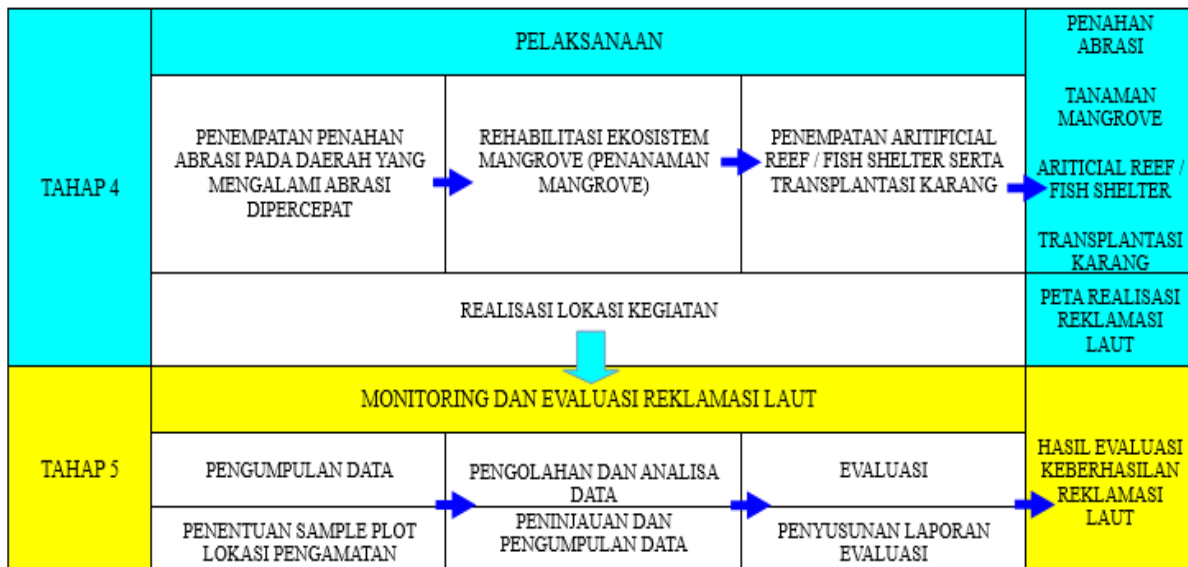 TAHAP 4
PELAKSANAAN
PENEMPATAN PENAHAN
ABRASI PADA DAERAH YANG
MENGALAMI ABRASI
DIPERCEPAT
REHABILITASI EKOSISTEM
MANGROVE (PENANAMAN
MANGROVE)
PENEMPATAN ARITIFICIAL
REEF / FISH SHELTER SERTA
TRANSPLANTASI KARANG
PENAHAN
ABRASI
TANAMAN
MANGROVE
ARITICIAL REEF /
FISH SHELTER
TRANSPLANTASI
KARANG
REALISASI LOKASI KEGIATAN
PETA REALISASI
REKLAMASI
LAUT
TAHAP 5
MONITORING DAN EVALUASI REKLAMASI LAUT
PENGUMPULAN DATA
PENGOLAHAN DAN ANALISA
DATA
EVALUASI
PENENTUAN SAMPLE PLOT
LOKASI PENGAMATAN
PENINJAUAN DAN
PENGUMPULAN DATA
PENYUSUNAN LAPORAN
EVALUASI
HASIL EVALUASI
KEBERHASILAN
REKLAMASI
LAUT